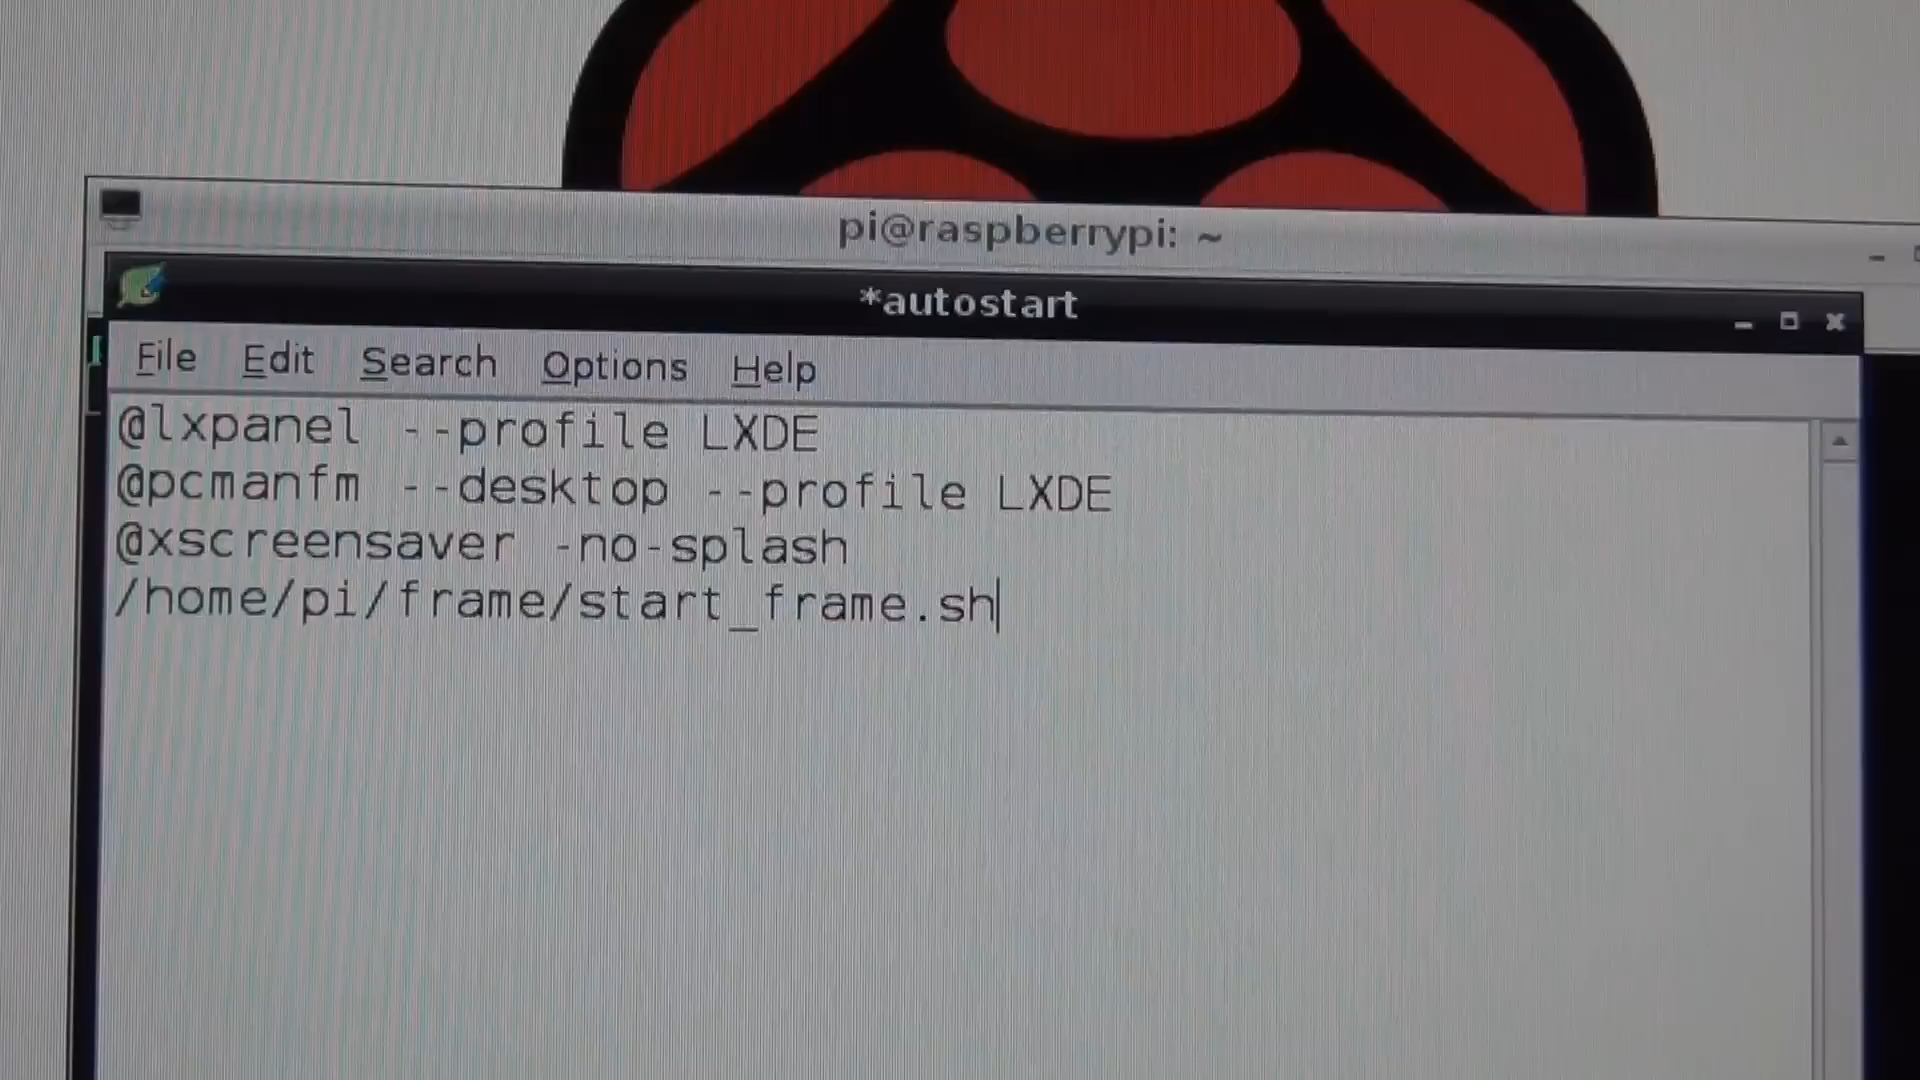 pi@raspberrypi: ~
*autostart
File Edit Search Options Help
@lxpanel --profile LXDE
@pcmanfm --desktop --profile LXDE
@xscreensaver -no-splash
/home/pi/frame/start_frame.sh